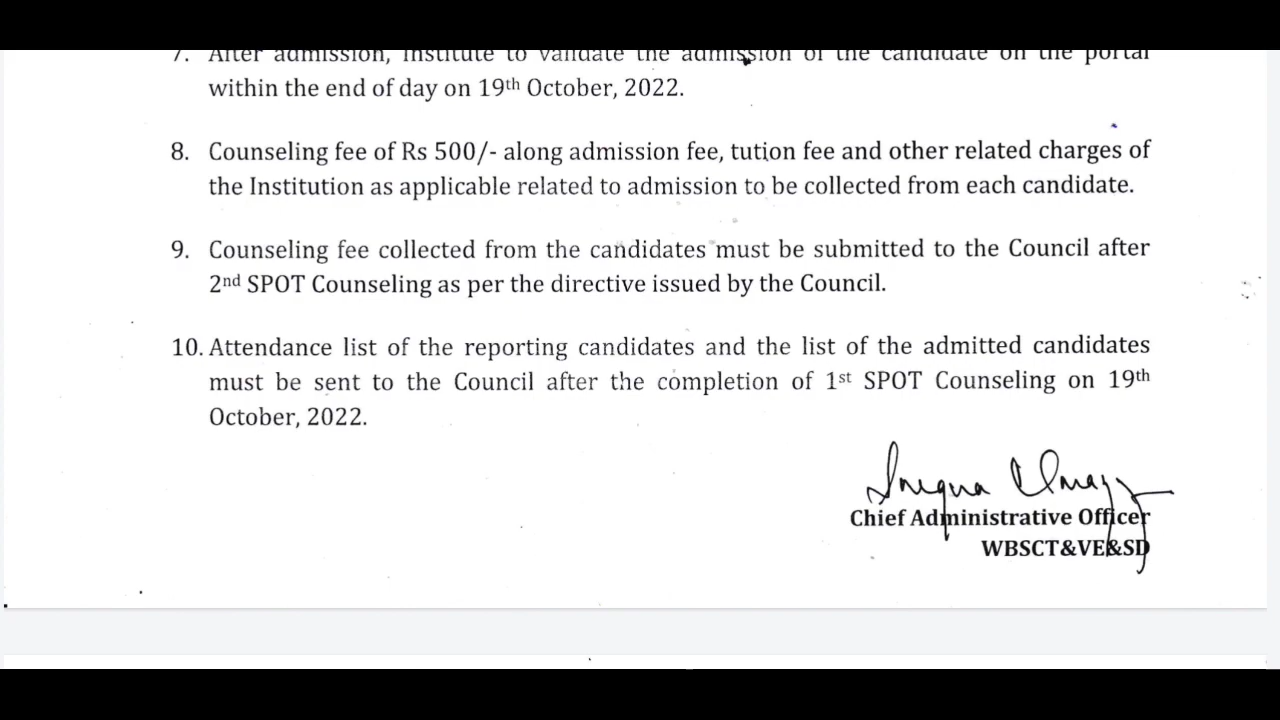 7. After admission, Institute to validate the admission of the candidate on the portal
within the end of day on 19th October, 2022.
8. Counseling fee of Rs 500/- along admission fee, tution fee and other related charges of
the Institution as applicable related to admission to be collected from each candidate.
9. Counseling fee collected from the candidates must be submitted to the Council after
2nd SPOT Counseling as per the directive issued by the Council.
10. Attendance list of the reporting candidates and the list of the admitted candidates
must be sent to the Council after the completion of 1st SPOT Counseling on 19th
October, 2022.
Chief Administrative Officer
WBSCT&VE&SD